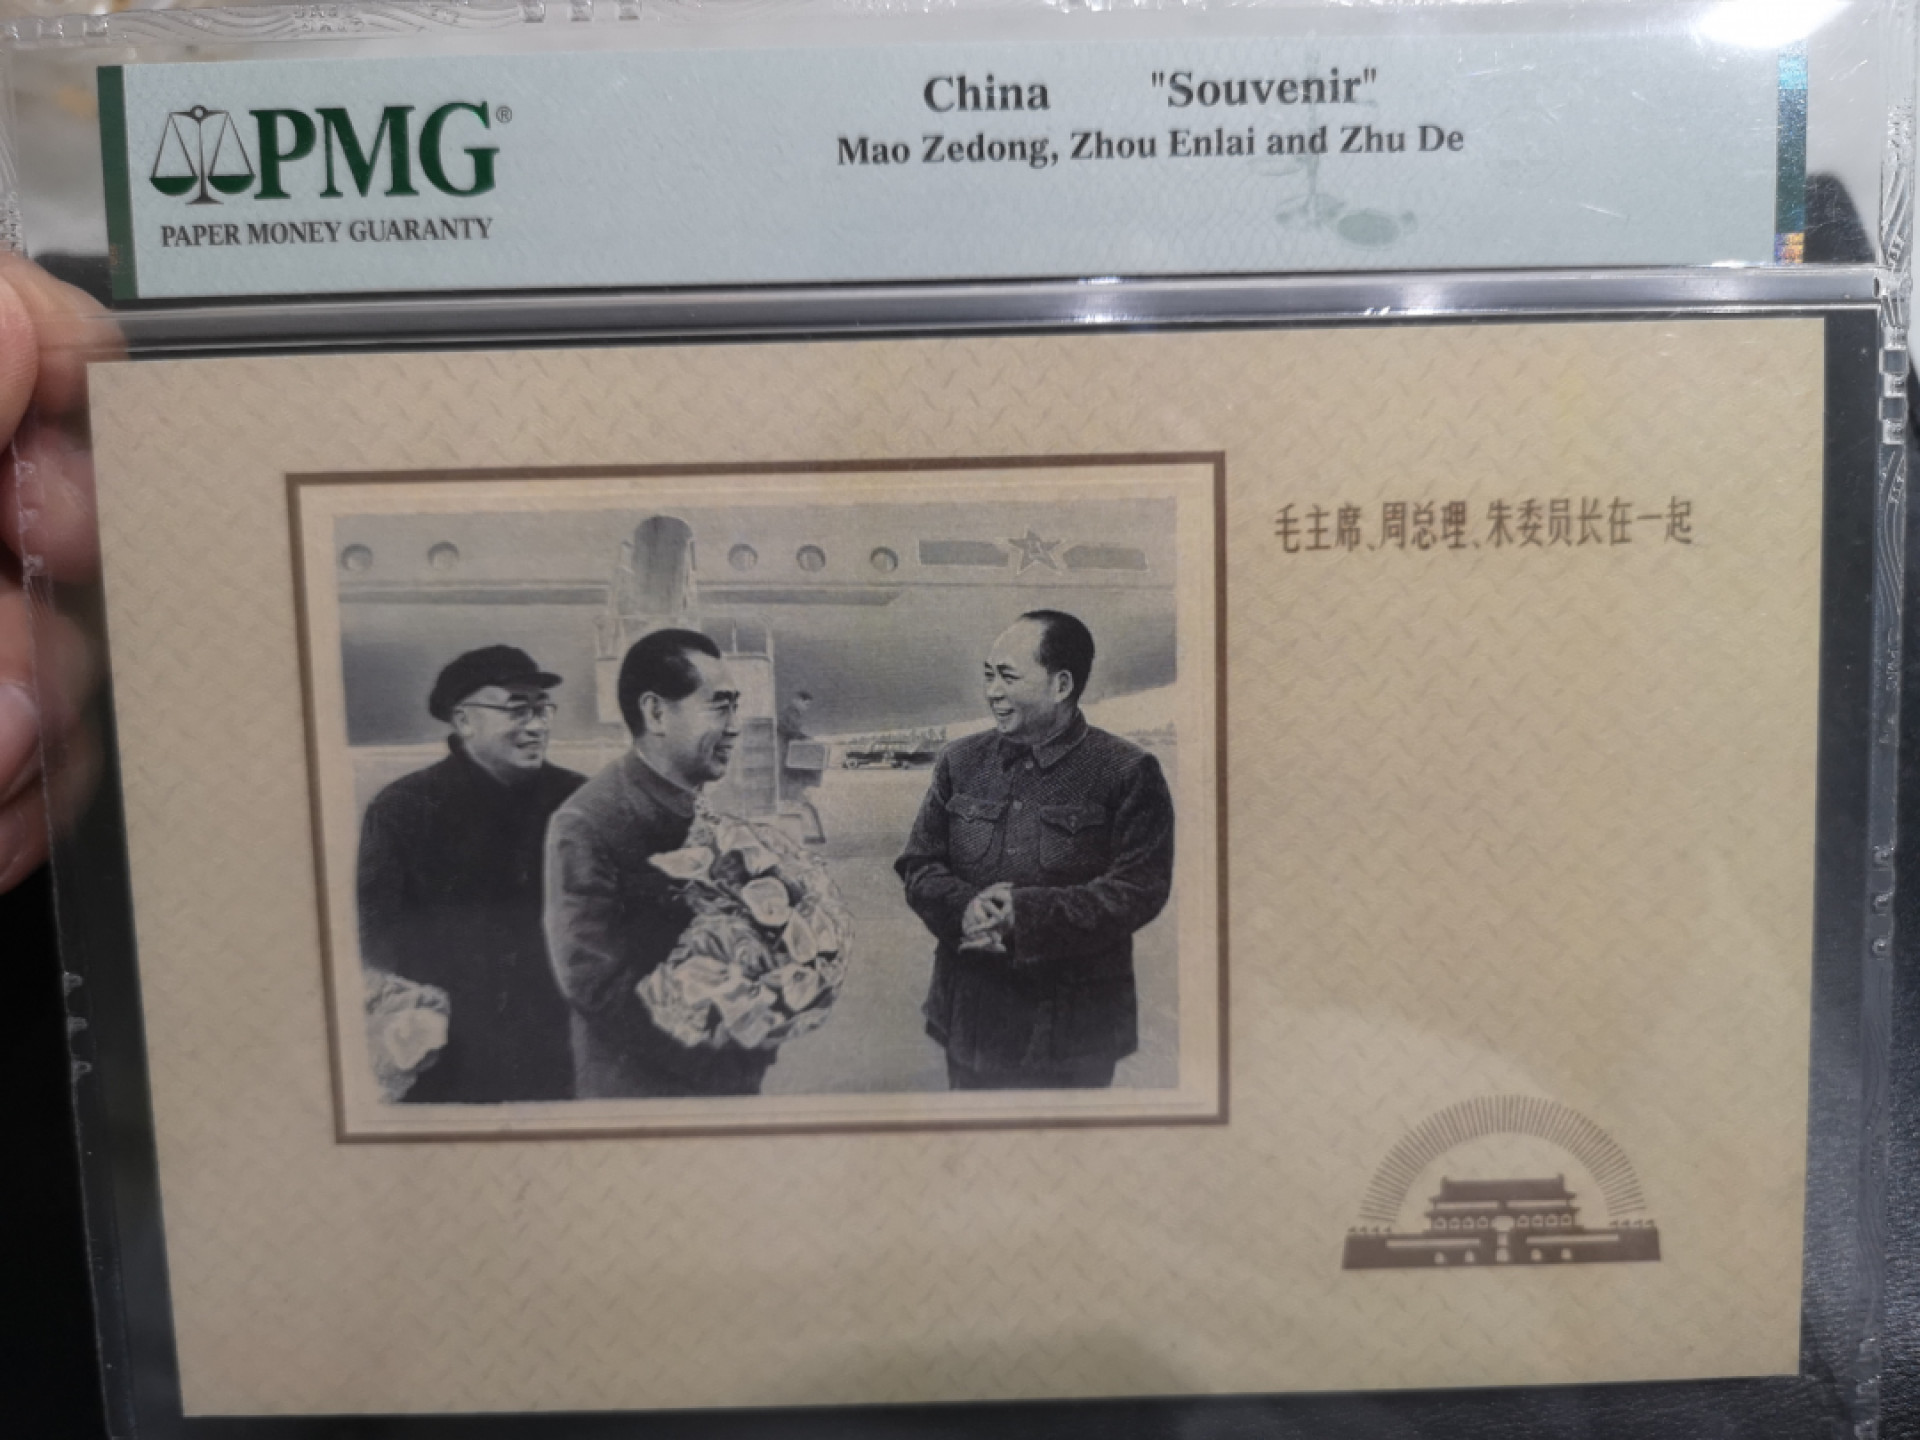 PMG®
PAPER MONEY GUARANTY
China "Souvenir"
Mao Zedong, Zhou Enlai and Zhu De
毛主席、周总理、朱委员长在一起